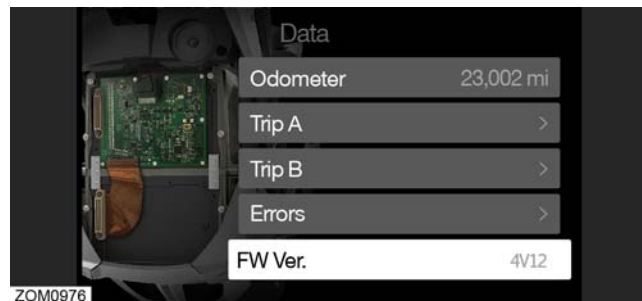 Data
Odometer 23,002 mi
Trip A >
Trip B >
Errors >
FW Ver. 4V12
ZOM0976